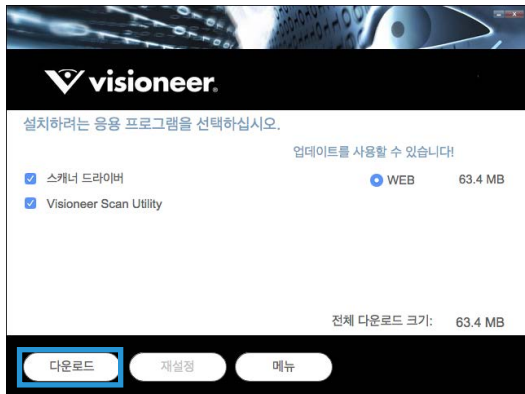 visioneer.
설치하려는 응용 프로그램을 선택하십시오.
업데이트를 사용할 수 있습니다!
스캐너 드라이버 WEB 63.4 MB
Visioneer Scan Utility
전체 다운로드 크기: 63.4 MB
다운로드 재설정 메뉴